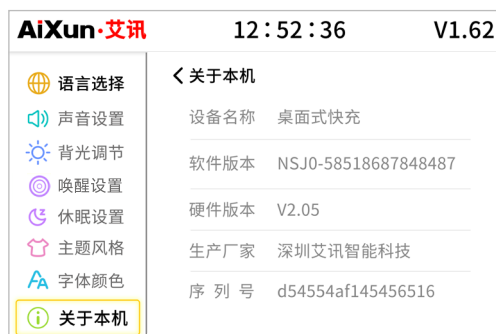 AiXun·艾讯 12:52:36 V1.62
语言选择
声音设置
背光调节
唤醒设置
休眠设置
主题风格
字体颜色
关于本机
关于本机
设备名称 桌面式快充
软件版本 NSJ0-58518687848487
硬件版本 V2.05
生产厂家 深圳艾讯智能科技
序 列 号 d54554af145456516